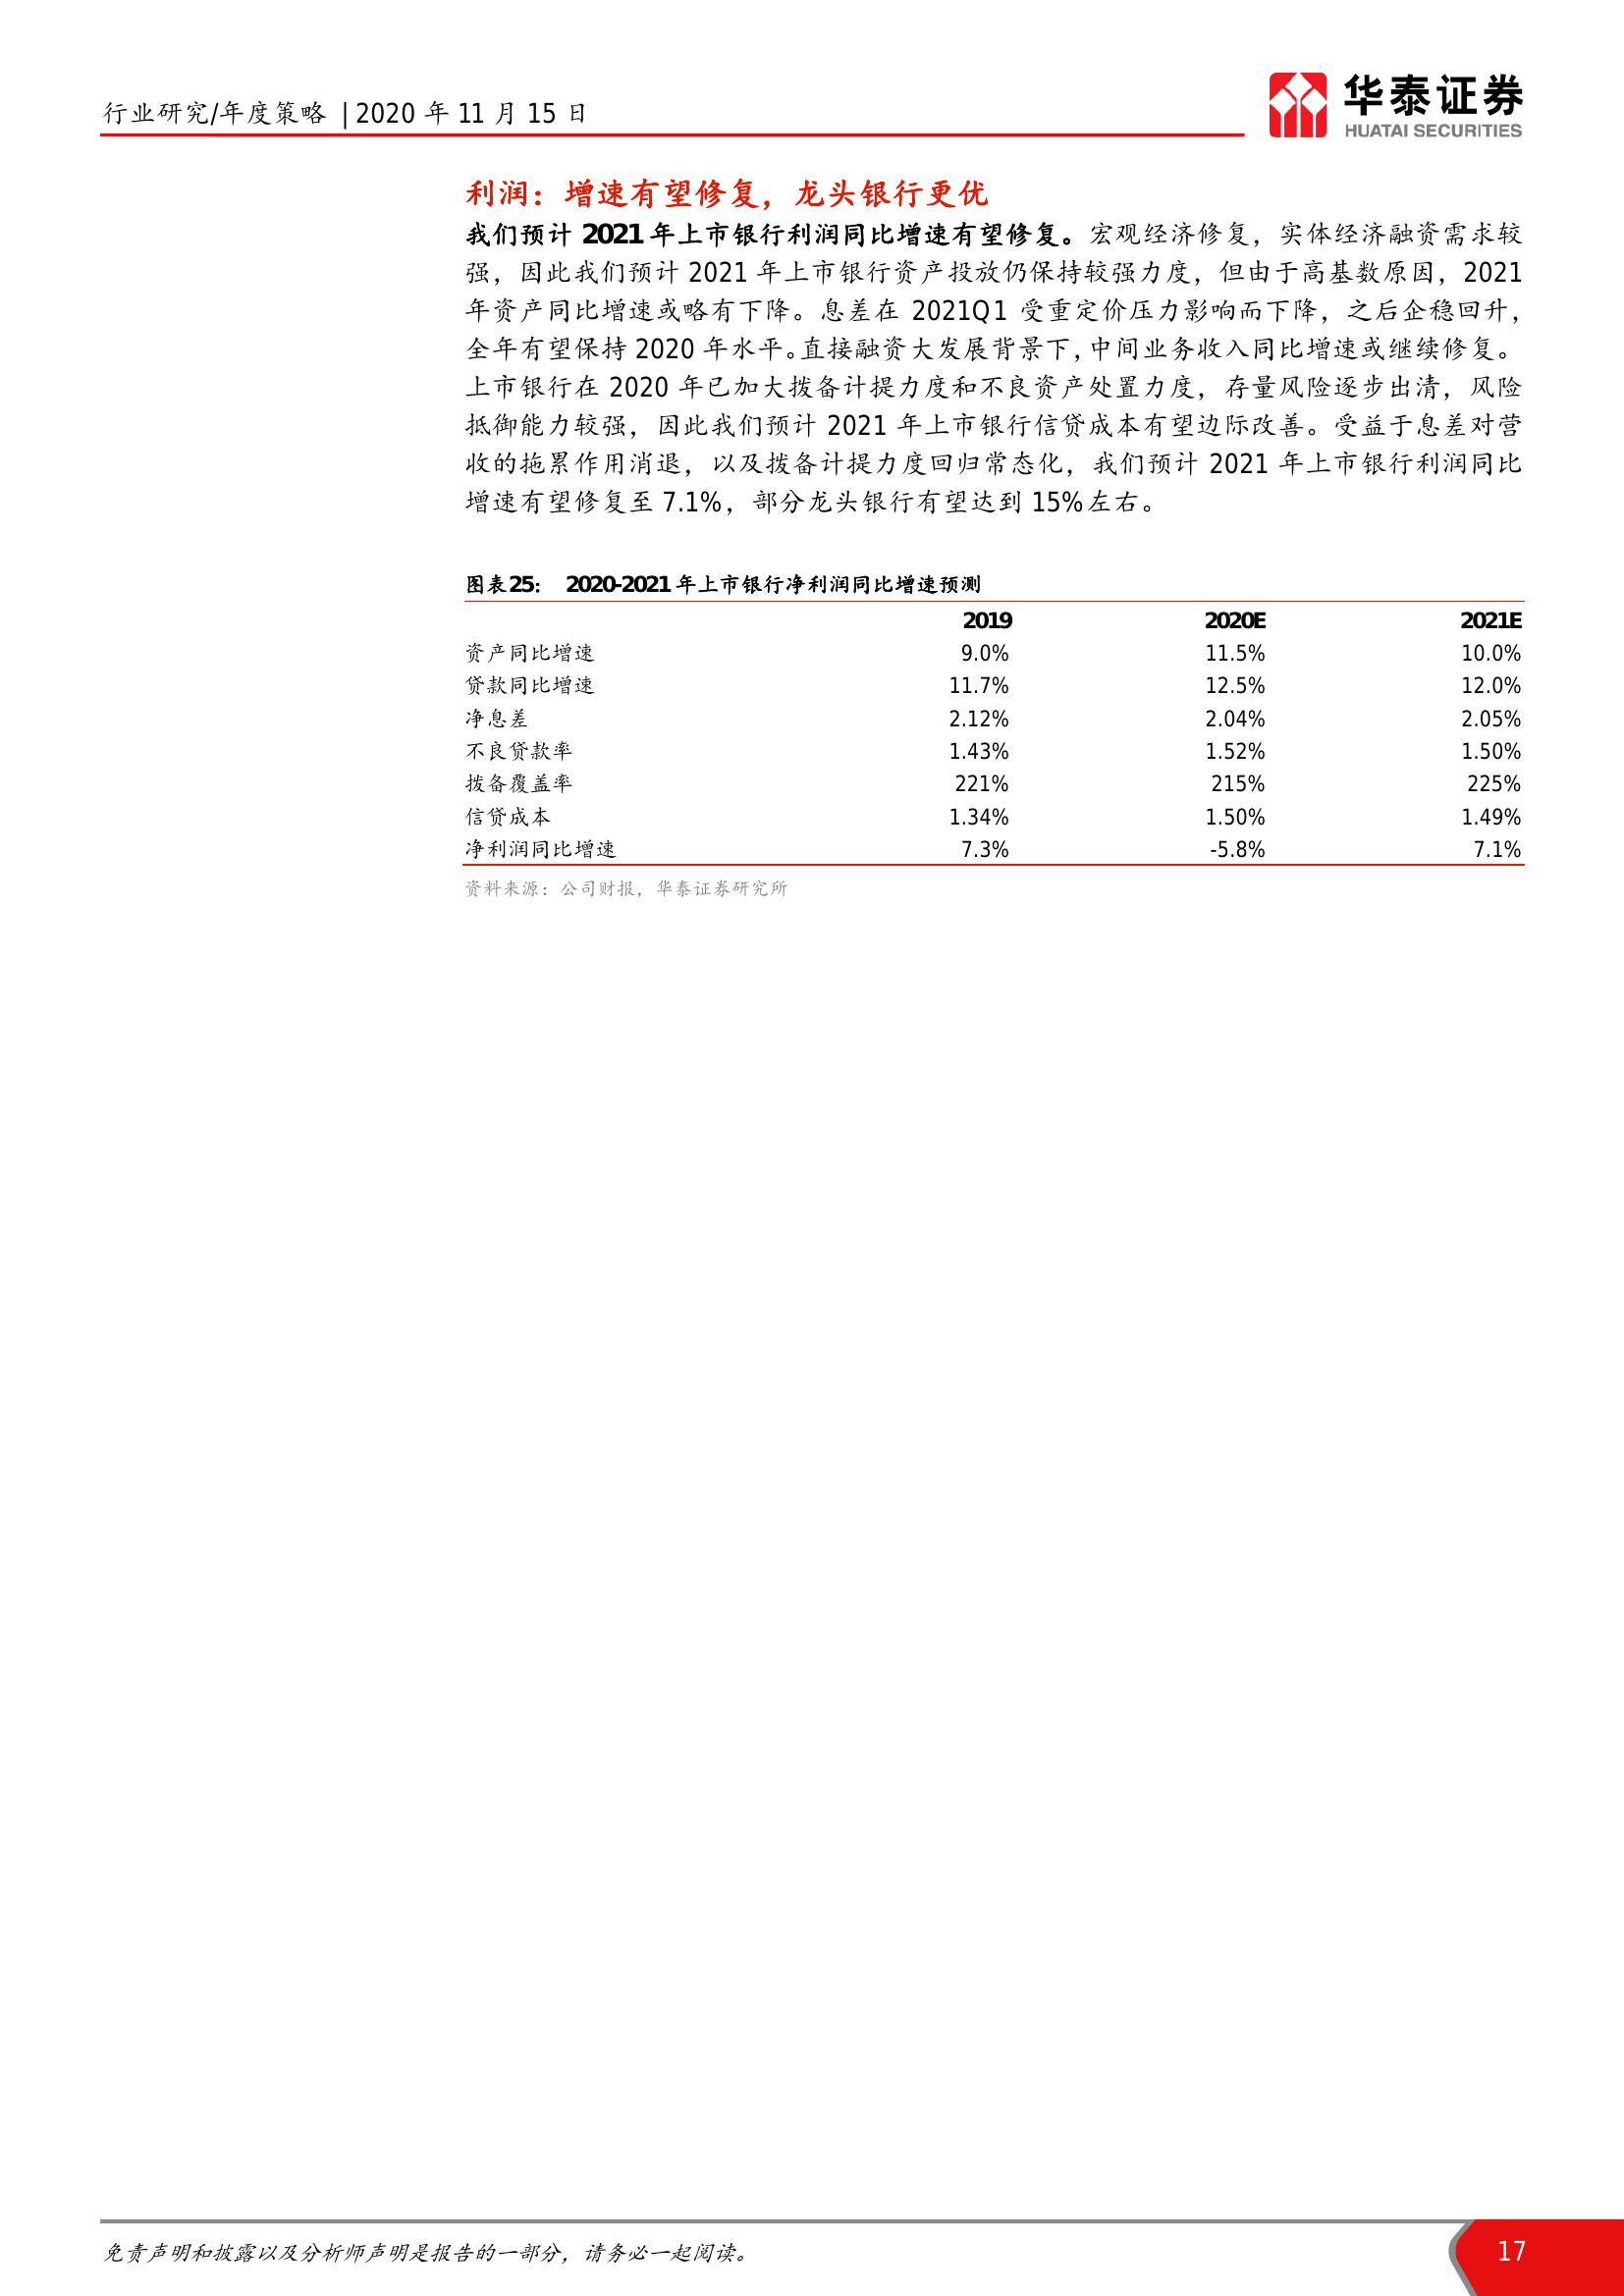 行业研究/年度策略 | 2020 年 11 月 15 日
华泰证券
HUATAI SECURITIES
利润：增速有望修复，龙头银行更优
我们预计 2021 年上市银行利润同比增速有望修复。宏观经济修复，实体经济融资需求较
强，因此我们预计 2021 年上市银行资产投放仍保持较强力度，但由于高基数原因，2021
年资产同比增速或略有下降。息差在 2021Q1 受重定价压力影响而下降，之后企稳回升，
全年有望保持 2020 年水平。直接融资大发展背景下，中间业务收入同比增速或继续修复。
上市银行在 2020 年已加大拨备计提力度和不良资产处置力度，存量风险逐步出清，风险
抵御能力较强，因此我们预计 2021 年上市银行信贷成本有望边际改善。受益于息差对营
收的拖累作用消退，以及拨备计提力度回归常态化，我们预计 2021 年上市银行利润同比
增速有望修复至 7.1%，部分龙头银行有望达到 15%左右。
图表25： 2020-2021 年上市银行净利润同比增速预测
2019 2020E 2021E
资产同比增速 9.0% 11.5% 10.0%
贷款同比增速 11.7% 12.5% 12.0%
净息差 2.12% 2.04% 2.05%
不良贷款率 1.43% 1.52% 1.50%
拨备覆盖率 221% 215% 225%
信贷成本 1.34% 1.50% 1.49%
净利润同比增速 7.3% -5.8% 7.1%
资料来源：公司财报，华泰证券研究所
免责声明和披露以及分析师声明是报告的一部分，请务必一起阅读。
17